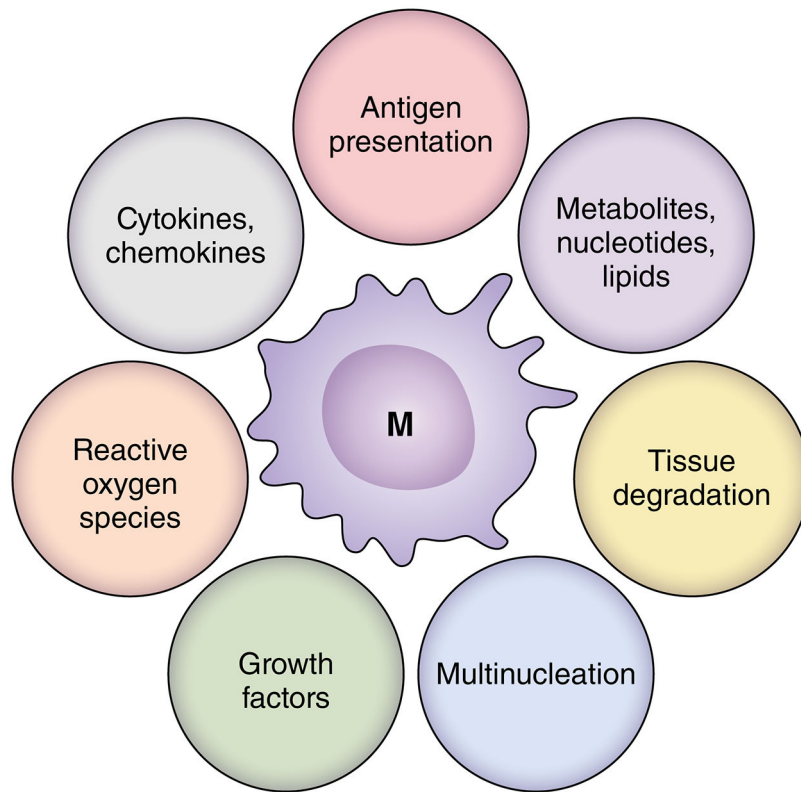 Antigen
presentation
Cytokines,
chemokines
Metabolites,
nucleotides,
lipids
M
Reactive
oxygen
species
Tissue
degradation
Growth
factors
Multinucleation